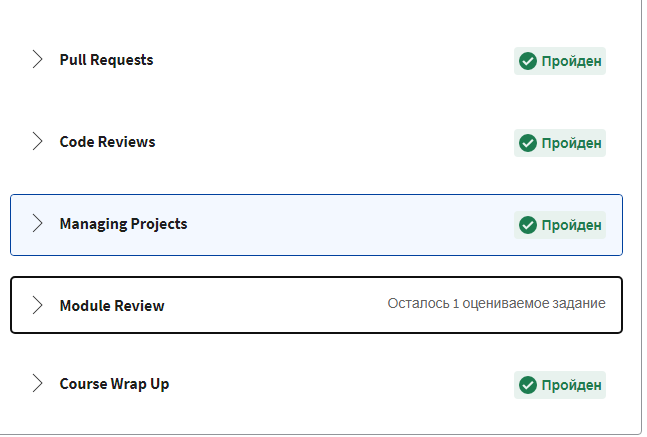 Pull Requests Пройден
Code Reviews Пройден
Managing Projects Пройден
Module Review Осталось 1 оцениваемое задание
Course Wrap Up Пройден